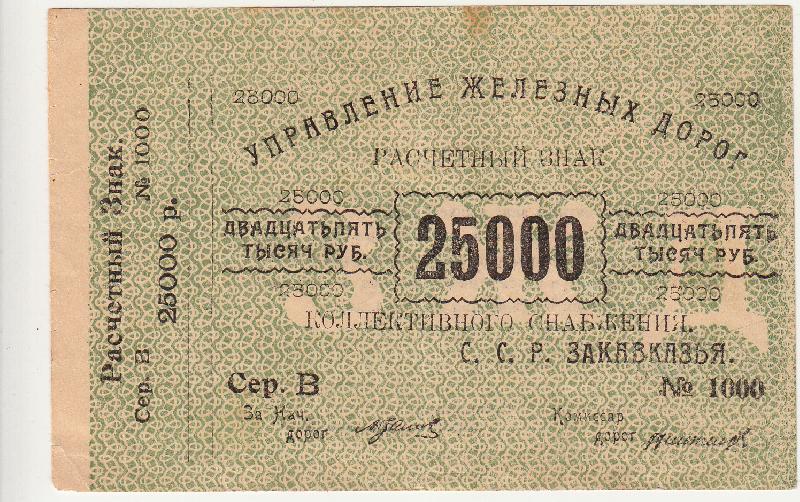 Расчетный Знак.
№ 1000
Сер. В
25000 р.
25000
25000
УПРАВЛЕНИЕ ЖЕЛЕЗНЫХ ДОРОГ
РАСЧЕТНЫЙ ЗНАК
25000
25000
ДВАДЦАТЬПЯТЬ
ТЫСЯЧ РУБ.
25000
ДВАДЦАТЬПЯТЬ
ТЫСЯЧ РУБ.
25000
25000
КОЛЛЕКТИВНОГО СНАБЖЕНИЯ.
С. С. Р. ЗАКАВКАЗЬЯ.
Сер. В
№ 1000
За Нач.
дорог
Комиссар
дорог